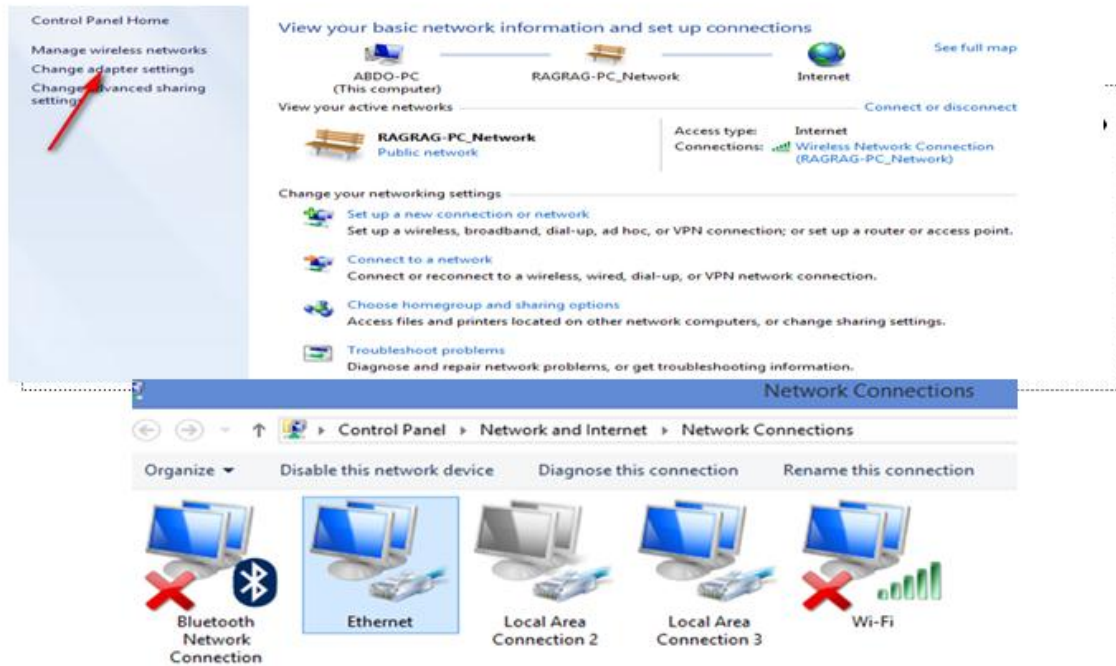 Control Panel Home
Manage wireless networks
Change adapter settings
Change advanced sharing
settings
View your basic network information and set up connections
See full map
ABDO-PC
(This computer)
RAGRAG-PC_Network
Internet
View your active networks
Connect or disconnect
RAGRAG-PC_Network
Public network
Access type: Internet
Connections: Wireless Network Connection
(RAGRAG-PC_Network)
Change your networking settings
Set up a new connection or network
Set up a wireless, broadband, dial-up, ad hoc, or VPN connection; or set up a router or access point.
Connect to a network
Connect or reconnect to a wireless, wired, dial-up, or VPN network connection.
Choose homegroup and sharing options
Access files and printers located on other network computers, or change sharing settings.
Troubleshoot problems
Diagnose and repair network problems, or get troubleshooting information.
Network Connections
Control Panel Network and Internet Network Connections
Organize Disable this network device Diagnose this connection Rename this connection
Bluetooth
Network
Connection
Ethernet
Local Area
Connection 2
Local Area
Connection 3
Wi-Fi